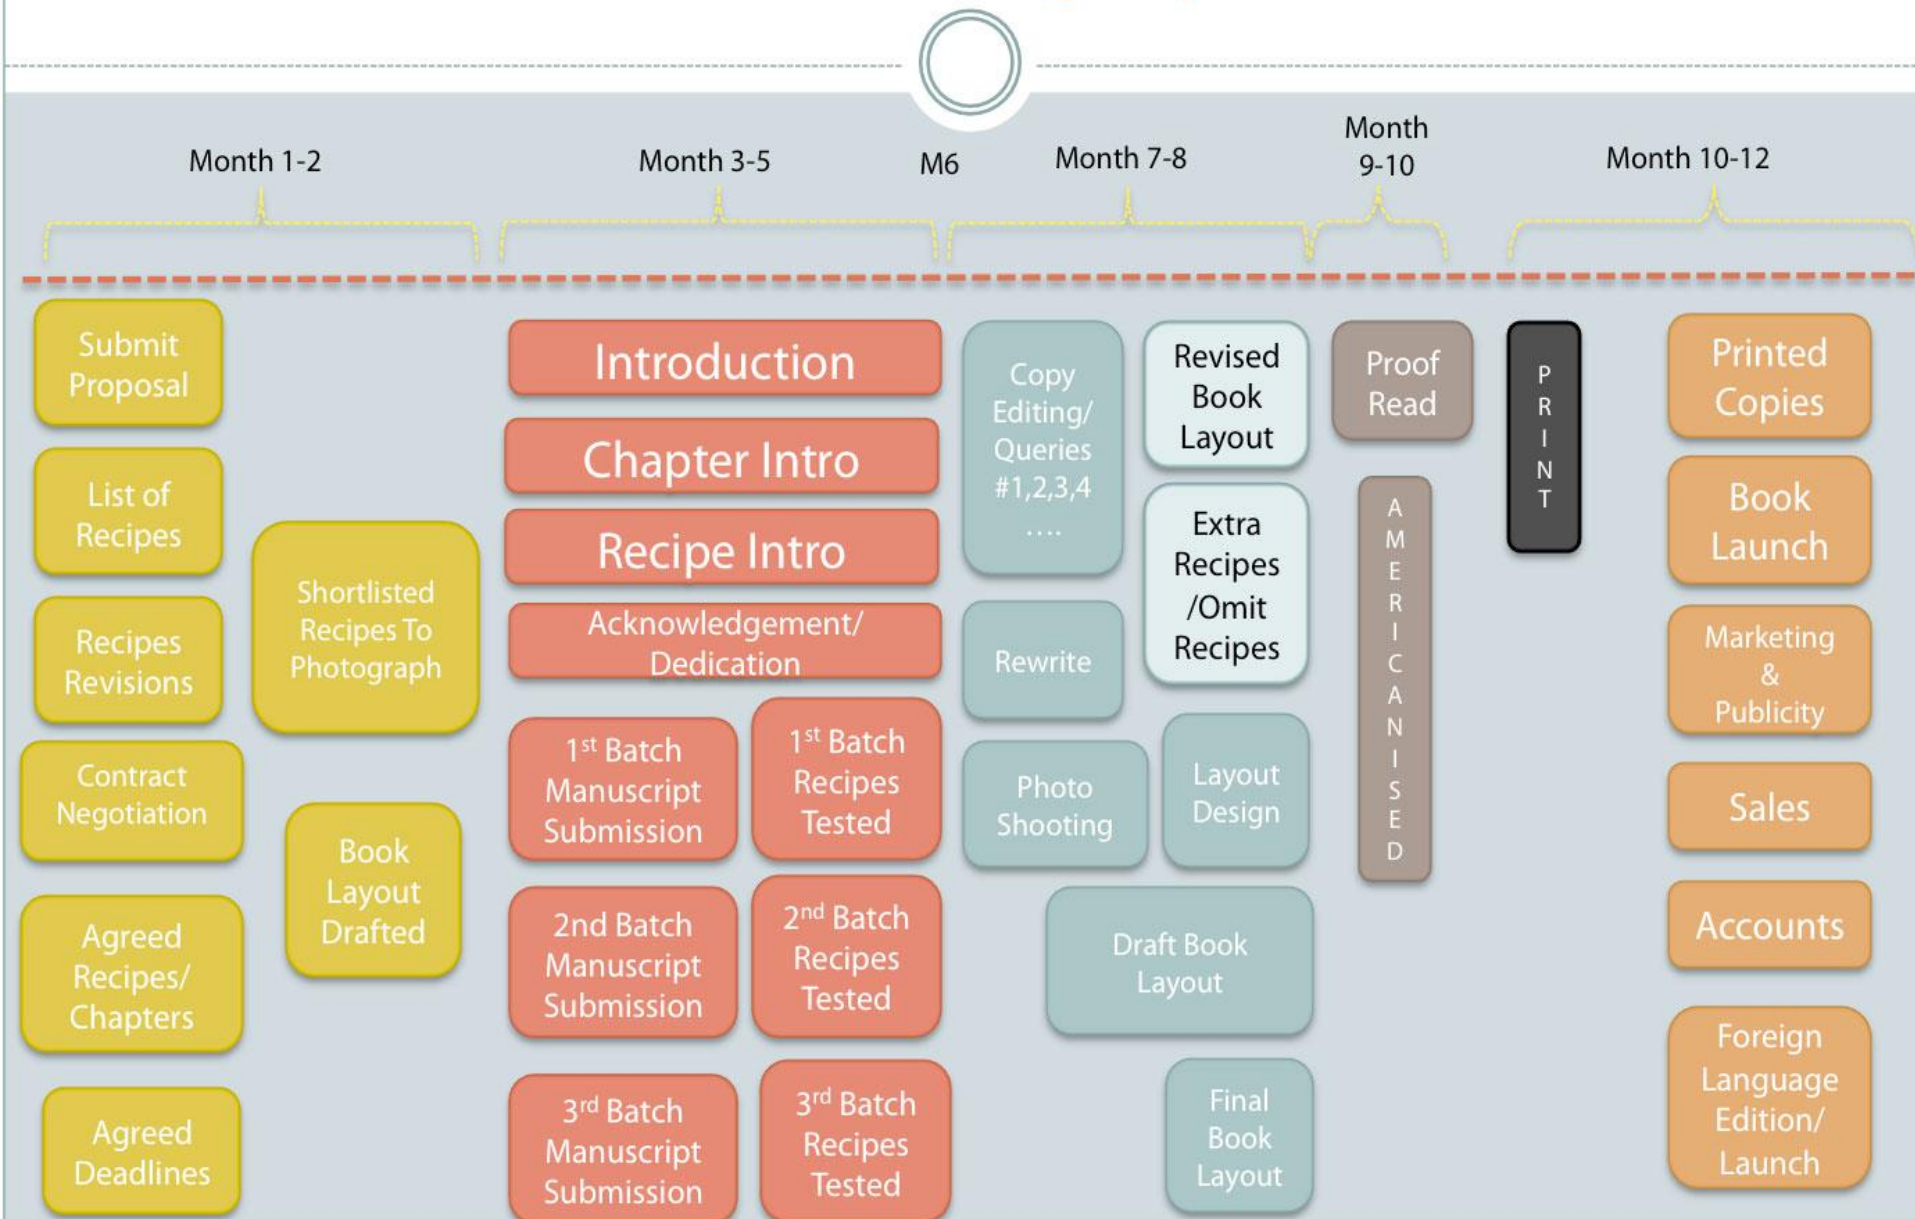 Month 1-2
Month 3-5
M6
Month 7-8
Month
9-10
Month 10-12
Submit
Proposal
List of
Recipes
Recipes
Revisions
Contract
Negotiation
Agreed
Recipes/
Chapters
Agreed
Deadlines
Shortlisted
Recipes To
Photograph
Book
Layout
Drafted
Introduction
Chapter Intro
Recipe Intro
Acknowledgement/
Dedication
1st Batch
Manuscript
Submission
1st Batch
Recipes
Tested
2nd Batch
Manuscript
Submission
2nd Batch
Recipes
Tested
3rd Batch
Manuscript
Submission
3rd Batch
Recipes
Tested
Copy
Editing/
Queries
#1,2,3,4
....
Rewrite
Photo
Shooting
Revised
Book
Layout
Extra
Recipes
/Omit
Recipes
Layout
Design
Draft Book
Layout
Final
Book
Layout
Proof
Read
AMERICANISED
PRINT
Printed
Copies
Book
Launch
Marketing
&
Publicity
Sales
Accounts
Foreign
Language
Edition/
Launch